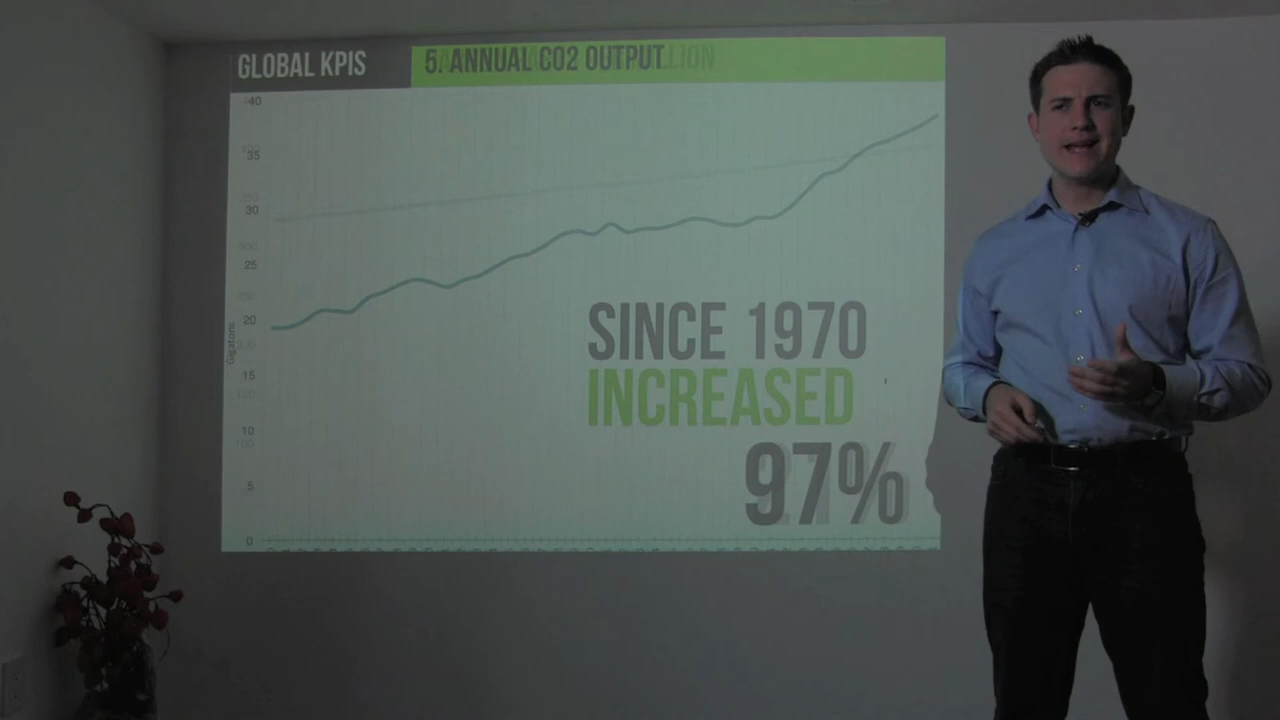 GLOBAL KPIS
5. ANNUAL CO2 OUTPUT
40
35
30
25
20
15
10
5
0
Gigatons
SINCE 1970
INCREASED
97%